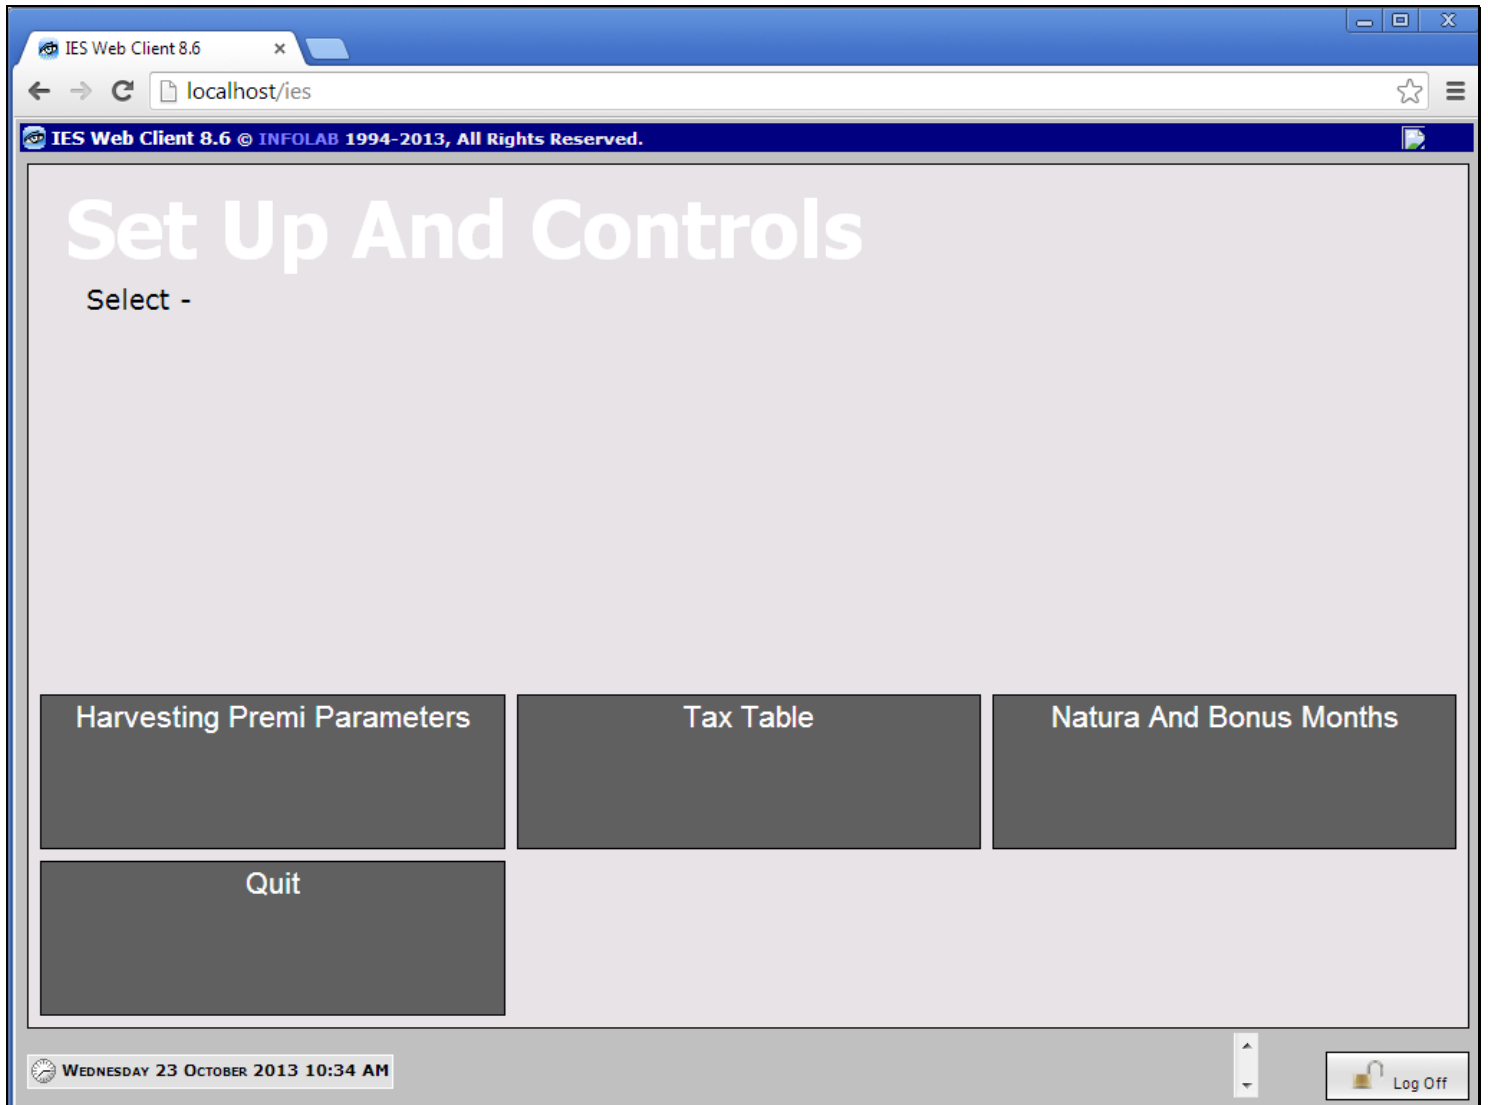 IES Web Client 8.6
localhost/ies
IES Web Client 8.6 © INFOLAB 1994-2013, All Rights Reserved.
Set Up And Controls
Select -
Harvesting Premi Parameters
Tax Table
Natura And Bonus Months
Quit
Wednesday 23 October 2013 10:34 AM
Log Off